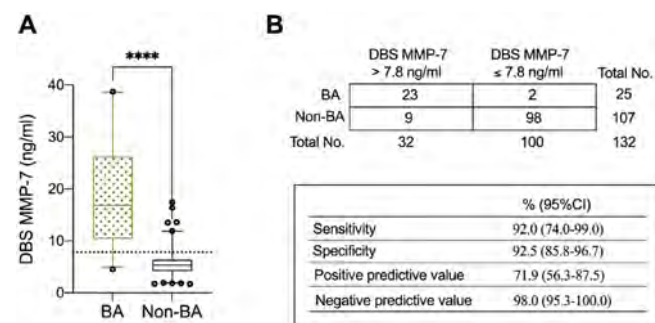 A
****
DBS MMP-7 (ng/ml)
40
30
20
10
0
BA Non-BA
B
DBS MMP-7 > 7.8 ng/ml
DBS MMP-7 ≤ 7.8 ng/ml
Total No.
BA 23 2 25
Non-BA 9 98 107
Total No. 32 100 132
% (95%CI)
Sensitivity 92.0 (74.0-99.0)
Specificity 92.5 (85.8-96.7)
Positive predictive value 71.9 (56.3-87.5)
Negative predictive value 98.0 (95.3-100.0)